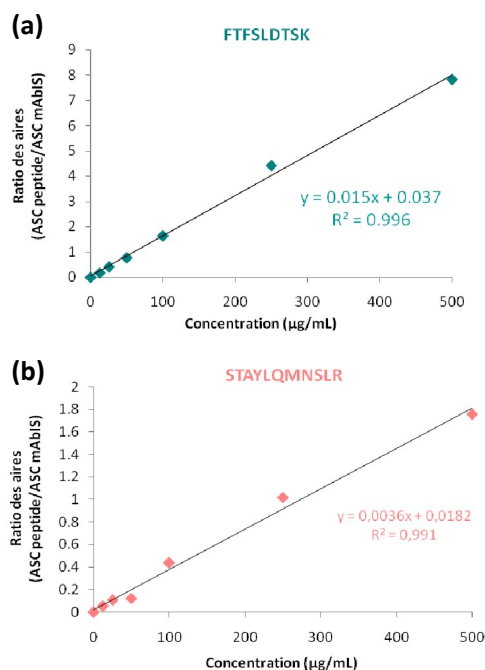 (a)
FTFSLDTSK
Ratio des aires
(ASC peptide/ASC mAbIS)
9
8
7
6
5
4
3
2
1
0
y = 0.015x + 0.037
R² = 0.996
0 100 200 300 400 500
Concentration (µg/mL)
(b)
STAYLQMNSLR
Ratio des aires
(ASC peptide/ASC mAbIS)
2
1.8
1.6
1.4
1.2
1
0.8
0.6
0.4
0.2
0
y = 0,0036x + 0,0182
R² = 0,991
0 100 200 300 400 500
Concentration (µg/mL)